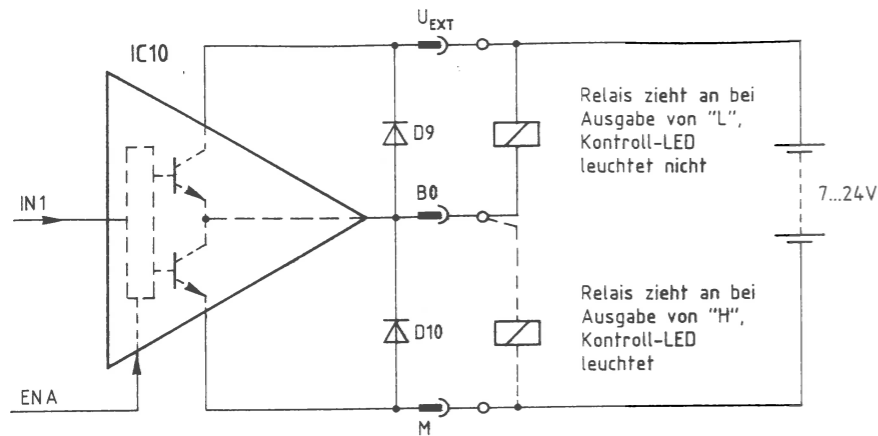 U_EXT
IC10
Relais zieht an bei
Ausgabe von "L",
Kontroll-LED
leuchtet nicht
D9
IN1
B0
7...24V
Relais zieht an bei
Ausgabe von "H",
Kontroll-LED
leuchtet
D10
ENA
M